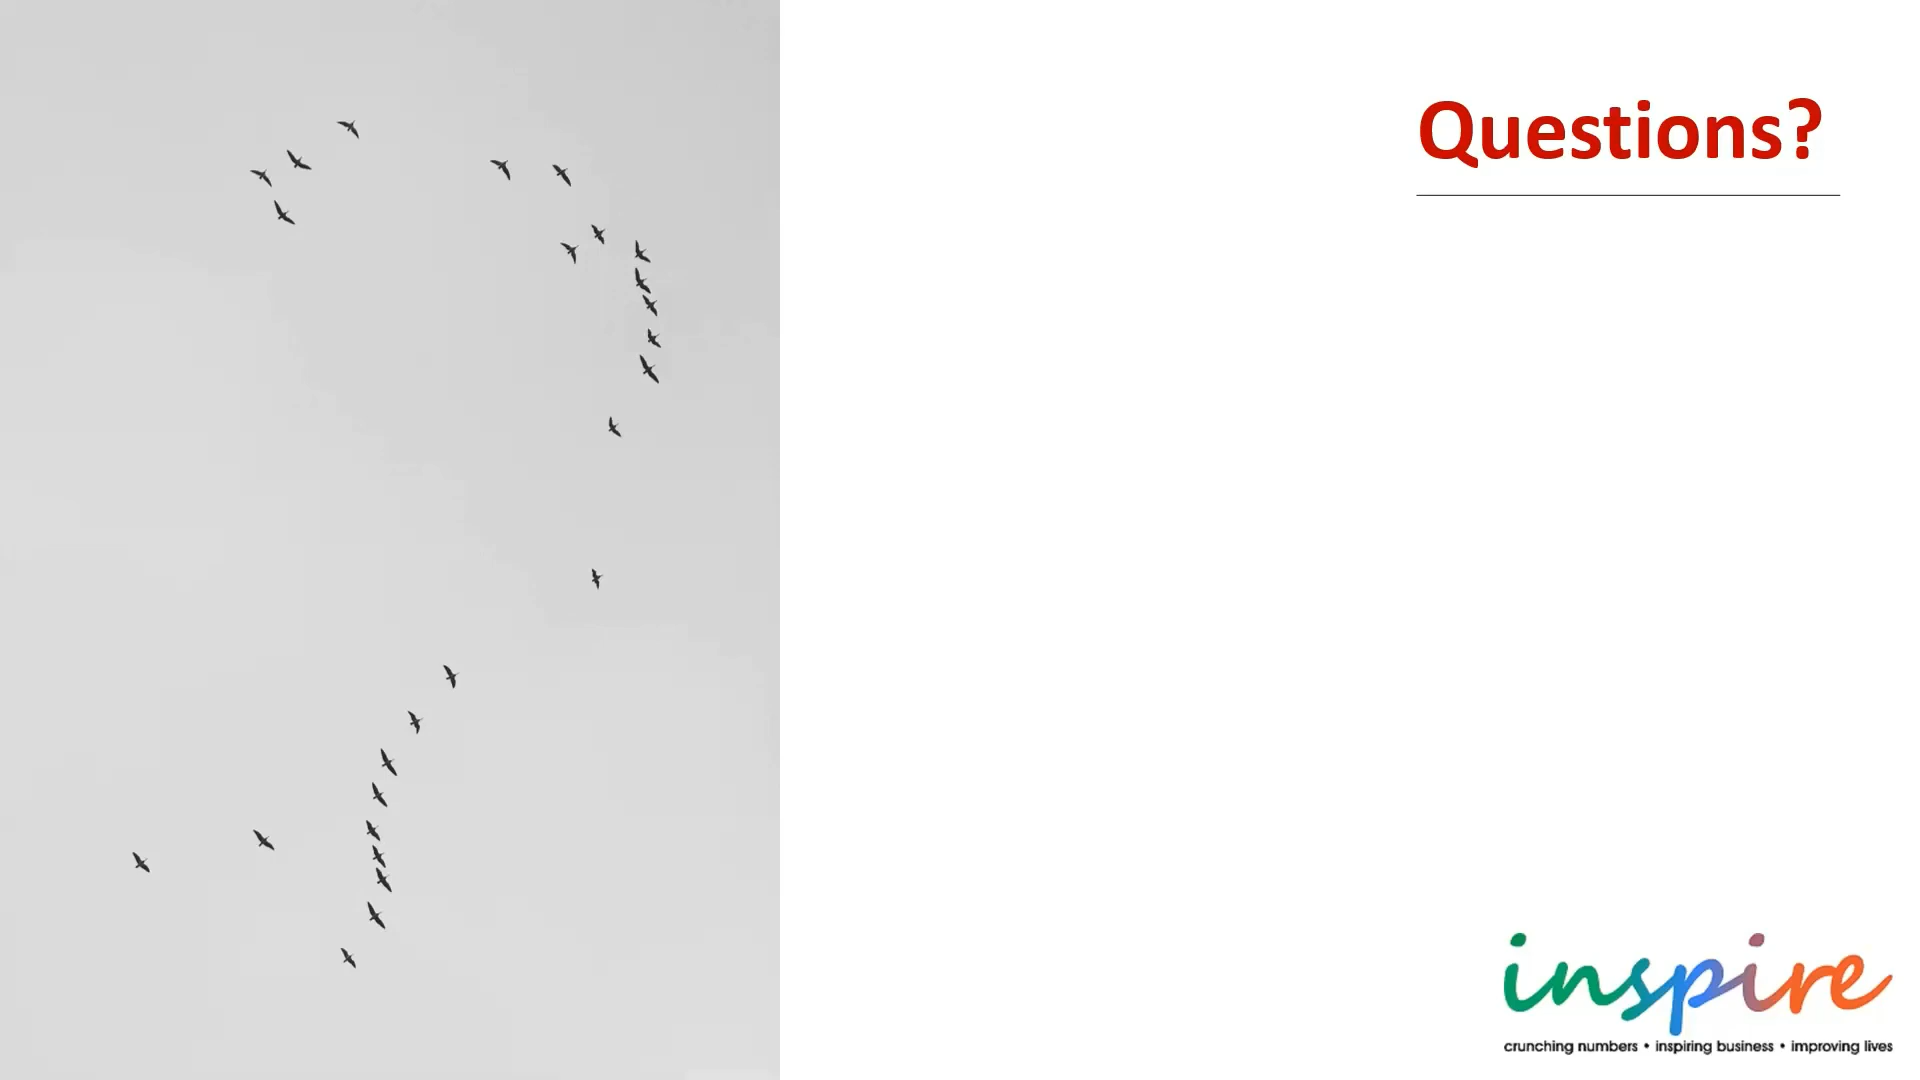 Questions?
inspire
crunching numbers • inspiring business • improving lives